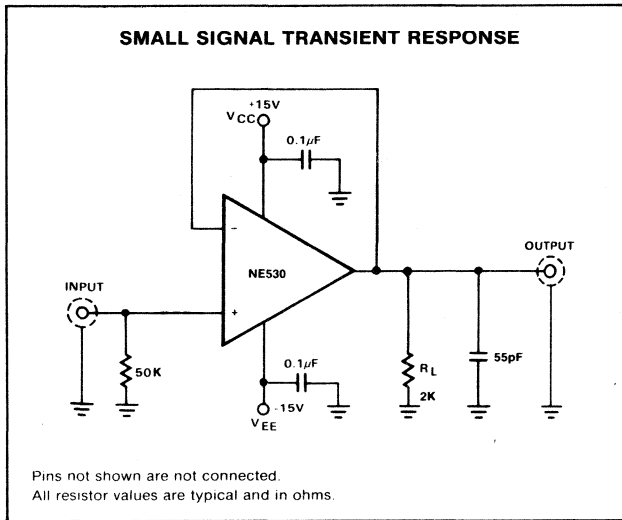 SMALL SIGNAL TRANSIENT RESPONSE
+15V
VCC
0.1µF
−
NE530
OUTPUT
INPUT
+
50K
0.1µF
RL
2K
55pF
-15V
VEE
Pins not shown are not connected.
All resistor values are typical and in ohms.